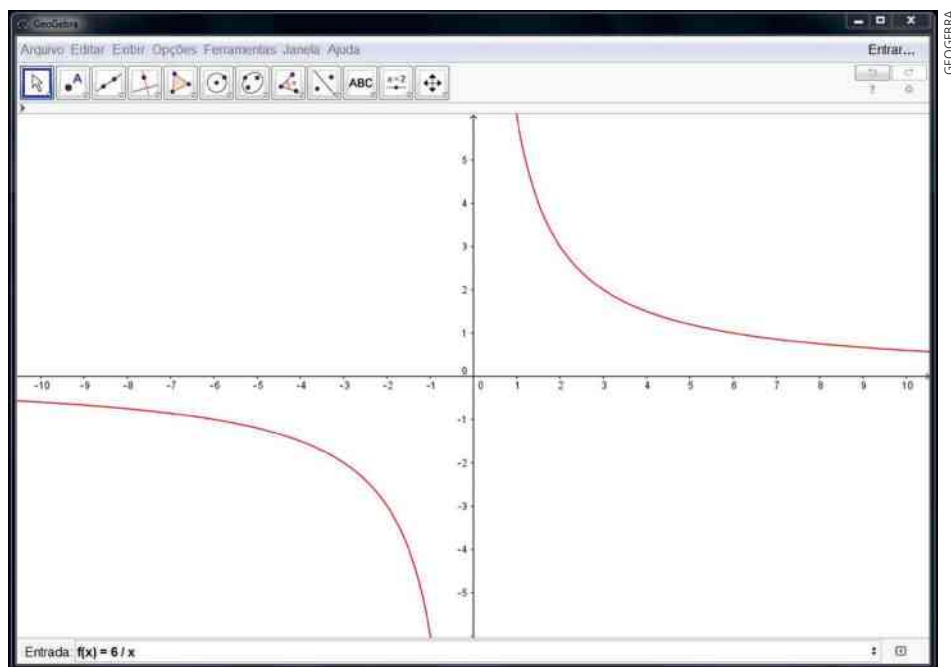 GeoGebra
Arquivo Editar Exibir Opções Ferramentas Janela Ajuda
Entrar...
A
ABC
a=2
?
5
4
3
2
1
0
-10 -9 -8 -7 -6 -5 -4 -3 -2 -1 0 1 2 3 4 5 6 7 8 9 10
-1
-2
-3
-4
-5
Entrada: f(x) = 6 / x
GEOGEBRA